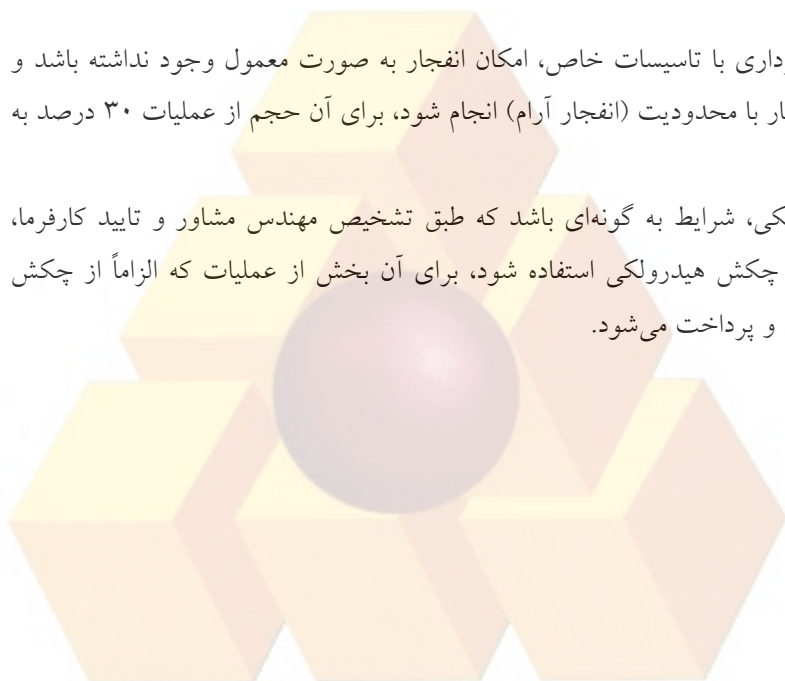 وداری با تاسیسات خاص، امکان انفجار به صورت معمول وجود نداشته باشد و
ار با محدودیت (انفجار آرام) انجام شود، برای آن حجم از عملیات ۳۰ درصد به
کی، شرایط به گونه‌ای باشد که طبق تشخیص مهندس مشاور و تایید کارفرما،
چکش هیدرولکی استفاده شود، برای آن بخش از عملیات که الزاماً از چکش
و پرداخت می‌شود.